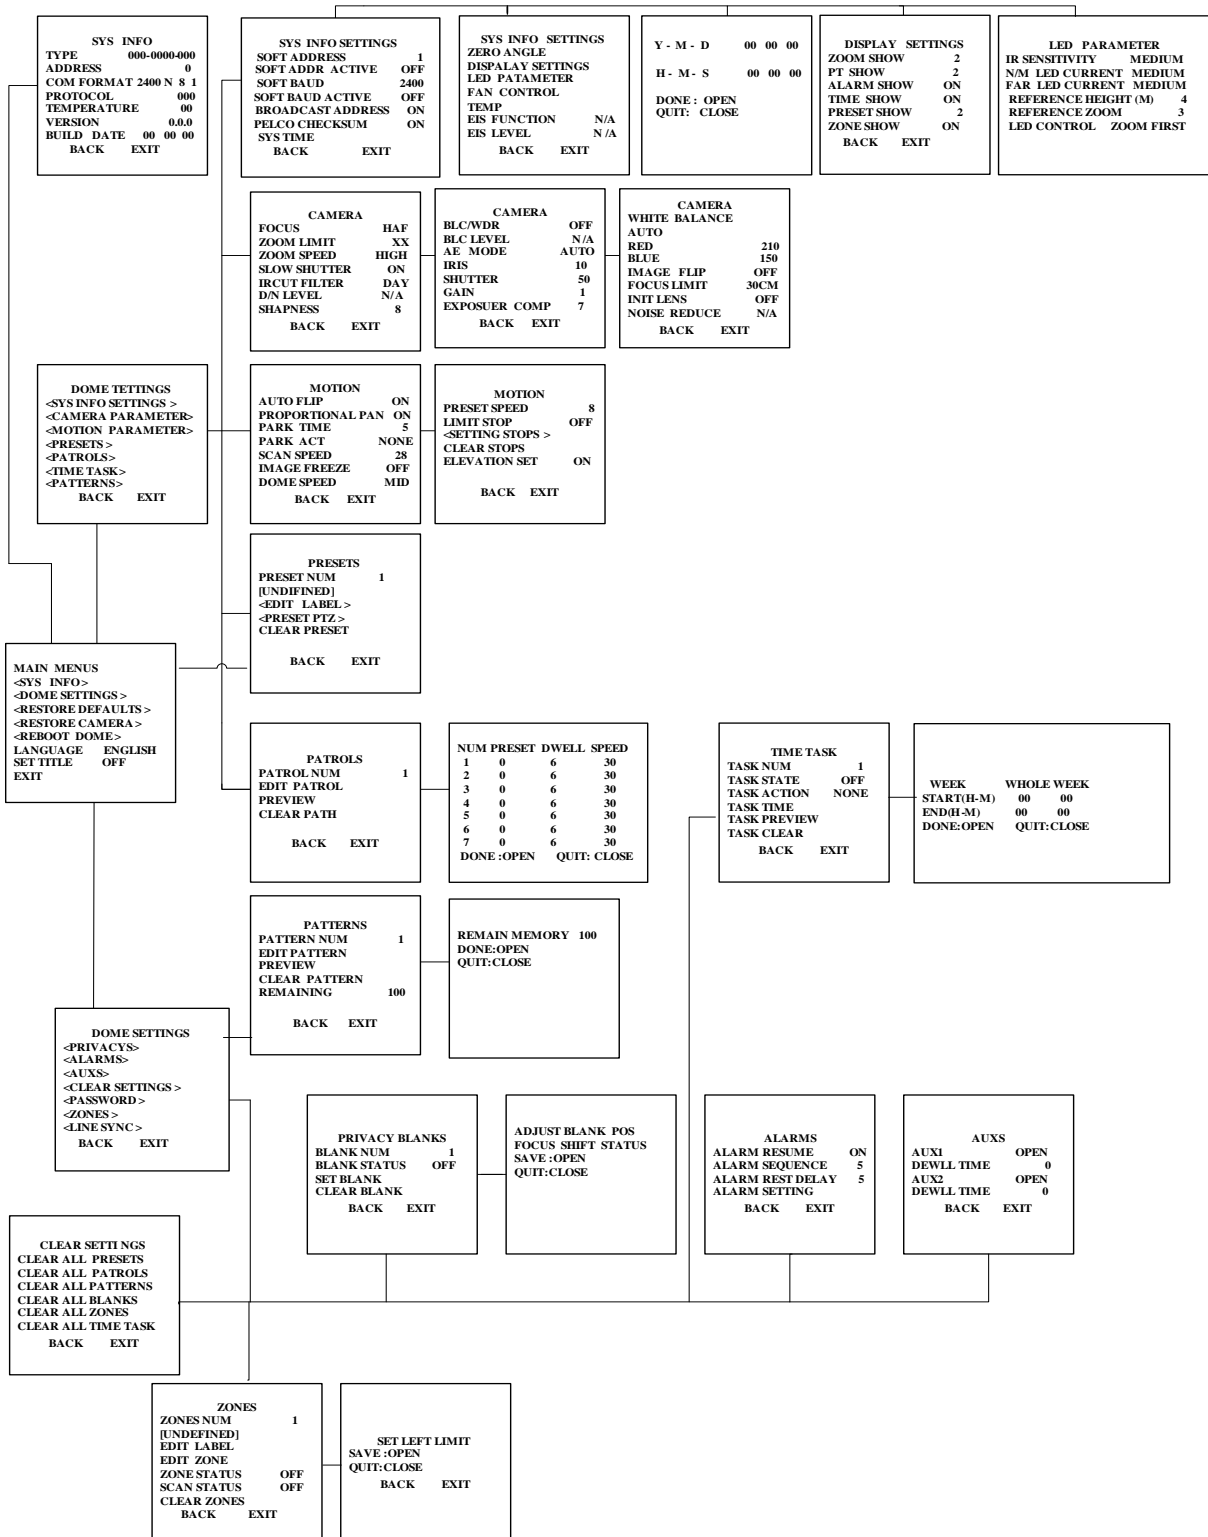 SYS INFO
TYPE 000-0000-000
ADDRESS 0
COM FORMAT 2400 N 8 1
PROTOCOL 000
TEMPERATURE 00
VERSION 0.0.0
BUILD DATE 00 00 00
BACK EXIT
SYS INFO SETTINGS
SOFT ADDRESS 1
SOFT ADDR ACTIVE OFF
SOFT BAUD 2400
SOFT BAUD ACTIVE OFF
BROADCAST ADDRESS ON
PELCO CHECKSUM ON
SYS TIME
BACK EXIT
SYS INFO SETTINGS
ZERO ANGLE
DISPALAY SETTINGS
LED PATAMETER
FAN CONTROL
TEMP
EIS FUNCTION N/A
EIS LEVEL N /A
BACK EXIT
Y - M - D 00 00 00
H - M - S 00 00 00
DONE : OPEN
QUIT: CLOSE
DISPLAY SETTINGS
ZOOM SHOW 2
PT SHOW 2
ALARM SHOW ON
TIME SHOW ON
PRESET SHOW 2
ZONE SHOW ON
BACK EXIT
LED PARAMETER
IR SENSITIVITY MEDIUM
N/M LED CURRENT MEDIUM
FAR LED CURRENT MEDIUM
REFERENCE HEIGHT (M) 4
REFERENCE ZOOM 3
LED CONTROL ZOOM FIRST
CAMERA
FOCUS HAF
ZOOM LIMIT XX
ZOOM SPEED HIGH
SLOW SHUTTER ON
IRCUT FILTER DAY
D/N LEVEL N/A
SHAPNESS 8
BACK EXIT
CAMERA
BLC/WDR OFF
BLC LEVEL N/A
AE MODE AUTO
IRIS 10
SHUTTER 50
GAIN 1
EXPOSUER COMP 7
BACK EXIT
CAMERA
WHITE BALANCE
AUTO
RED 210
BLUE 150
IMAGE FLIP OFF
FOCUS LIMIT 30CM
INIT LENS OFF
NOISE REDUCE N/A
BACK EXIT
DOME TETTINGS
<SYS INFO SETTINGS >
<CAMERA PARAMETER>
<MOTION PARAMETER>
<PRESETS >
<PATROLS>
<TIME TASK>
<PATTERNS>
BACK EXIT
MOTION
AUTO FLIP ON
PROPORTIONAL PAN ON
PARK TIME 5
PARK ACT NONE
SCAN SPEED 28
IMAGE FREEZE OFF
DOME SPEED MID
BACK EXIT
MOTION
PRESET SPEED 8
LIMIT STOP OFF
<SETTING STOPS >
CLEAR STOPS
ELEVATION SET ON
BACK EXIT
PRESETS
PRESET NUM 1
[UNDIFINED]
<EDIT LABEL >
<PRESET PTZ >
CLEAR PRESET
BACK EXIT
MAIN MENUS
<SYS INFO>
<DOME SETTINGS >
<RESTORE DEFAULTS >
<RESTORE CAMERA >
<REBOOT DOME>
LANGUAGE ENGLISH
SET TITLE OFF
EXIT
PATROLS
PATROL NUM 1
EDIT PATROL
PREVIEW
CLEAR PATH
BACK EXIT
NUM PRESET DWELL SPEED
1 0 6 30
2 0 6 30
3 0 6 30
4 0 6 30
5 0 6 30
6 0 6 30
7 0 6 30
DONE :OPEN QUIT: CLOSE
TIME TASK
TASK NUM 1
TASK STATE OFF
TASK ACTION NONE
TASK TIME
TASK PREVIEW
TASK CLEAR
BACK EXIT
WEEK WHOLE WEEK
START(H-M) 00 00
END(H-M) 00 00
DONE:OPEN QUIT:CLOSE
PATTERNS
PATTERN NUM 1
EDIT PATTERN
PREVIEW
CLEAR PATTERN
REMAINING 100
BACK EXIT
REMAIN MEMORY 100
DONE:OPEN
QUIT:CLOSE
DOME SETTINGS
<PRIVACYS>
<ALARMS>
<AUXS>
<CLEAR SETTINGS >
<PASSWORD >
<ZONES >
<LINE SYNC >
BACK EXIT
PRIVACY BLANKS
BLANK NUM 1
BLANK STATUS OFF
SET BLANK
CLEAR BLANK
BACK EXIT
ADJUST BLANK POS
FOCUS SHIFT STATUS
SAVE :OPEN
QUIT:CLOSE
ALARMS
ALARM RESUME ON
ALARM SEQUENCE 5
ALARM REST DELAY 5
ALARM SETTING
BACK EXIT
AUXS
AUX1 OPEN
DEWLL TIME 0
AUX2 OPEN
DEWLL TIME 0
BACK EXIT
CLEAR SETTINGS
CLEAR ALL PRESETS
CLEAR ALL PATROLS
CLEAR ALL PATTERNS
CLEAR ALL BLANKS
CLEAR ALL ZONES
CLEAR ALL TIME TASK
BACK EXIT
ZONES
ZONES NUM 1
[UNDEFINED]
EDIT LABEL
EDIT ZONE
ZONE STATUS OFF
SCAN STATUS OFF
CLEAR ZONES
BACK EXIT
SET LEFT LIMIT
SAVE :OPEN
QUIT:CLOSE
BACK EXIT